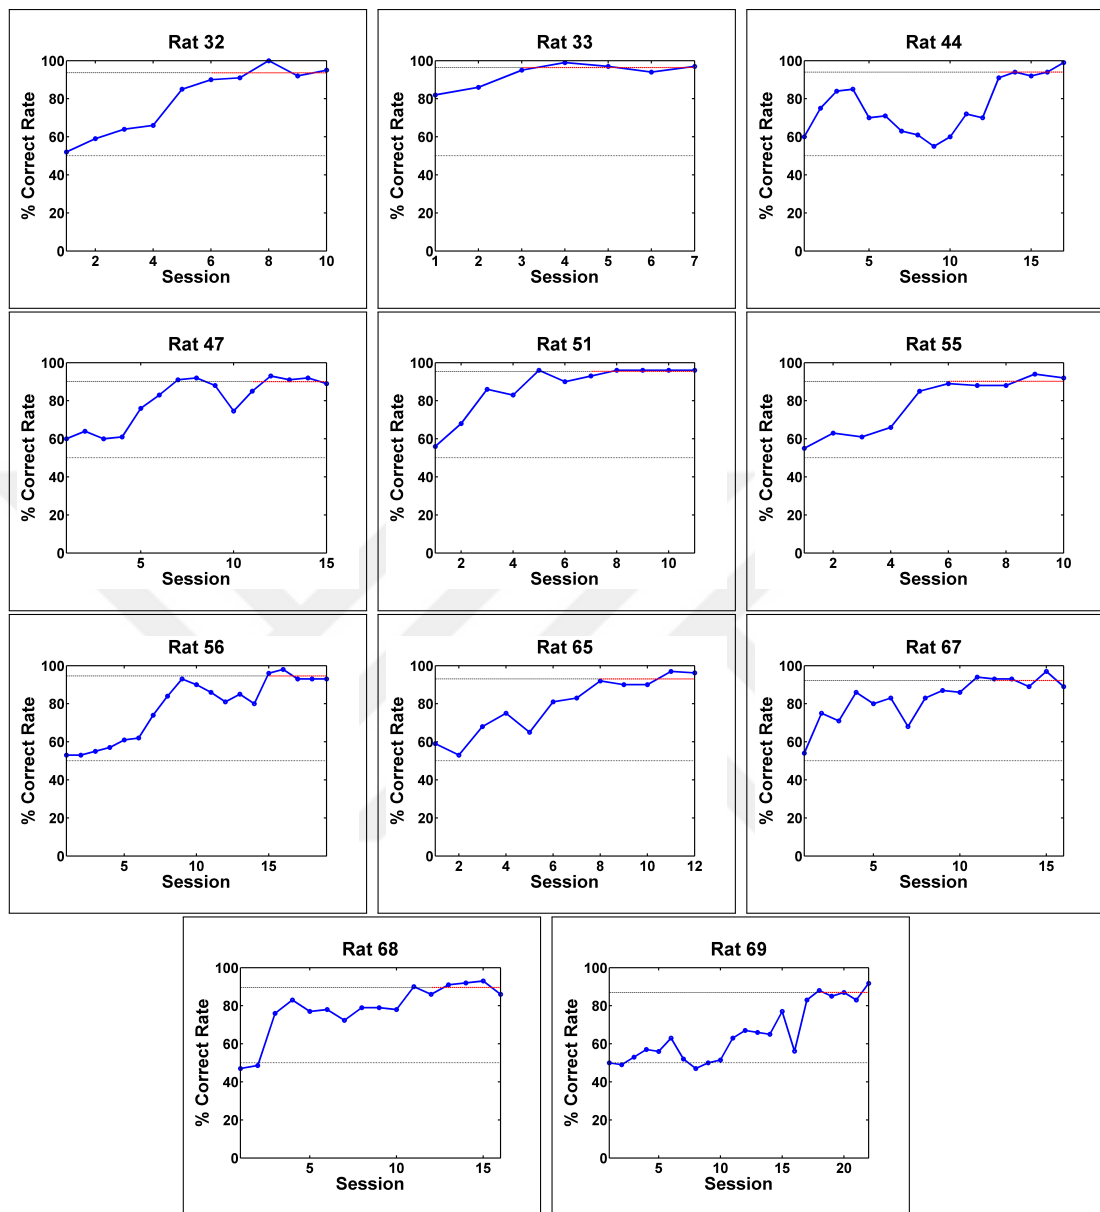 Rat 32
% Correct Rate
100
80
60
40
20
0
2 4 6 8 10
Session
Rat 33
% Correct Rate
100
80
60
40
20
0
1 2 3 4 5 6 7
Session
Rat 44
% Correct Rate
100
80
60
40
20
0
5 10 15
Session
Rat 47
% Correct Rate
100
80
60
40
20
0
5 10 15
Session
Rat 51
% Correct Rate
100
80
60
40
20
0
2 4 6 8 10
Session
Rat 55
% Correct Rate
100
80
60
40
20
0
2 4 6 8 10
Session
Rat 56
% Correct Rate
100
80
60
40
20
0
5 10 15
Session
Rat 65
% Correct Rate
100
80
60
40
20
0
2 4 6 8 10 12
Session
Rat 67
% Correct Rate
100
80
60
40
20
0
5 10 15
Session
Rat 68
% Correct Rate
100
80
60
40
20
0
5 10 15
Session
Rat 69
% Correct Rate
100
80
60
40
20
0
5 10 15 20
Session